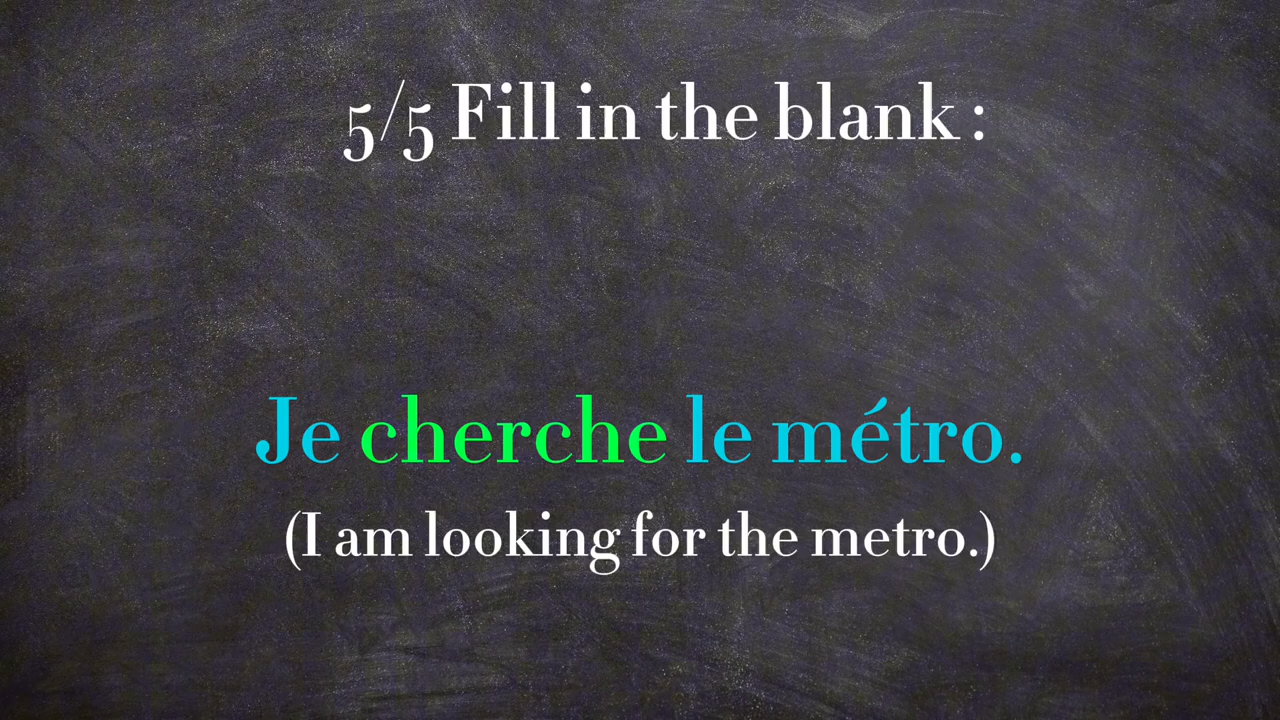 5/5 Fill in the blank :
Je cherche le métro.
(I am looking for the metro.)